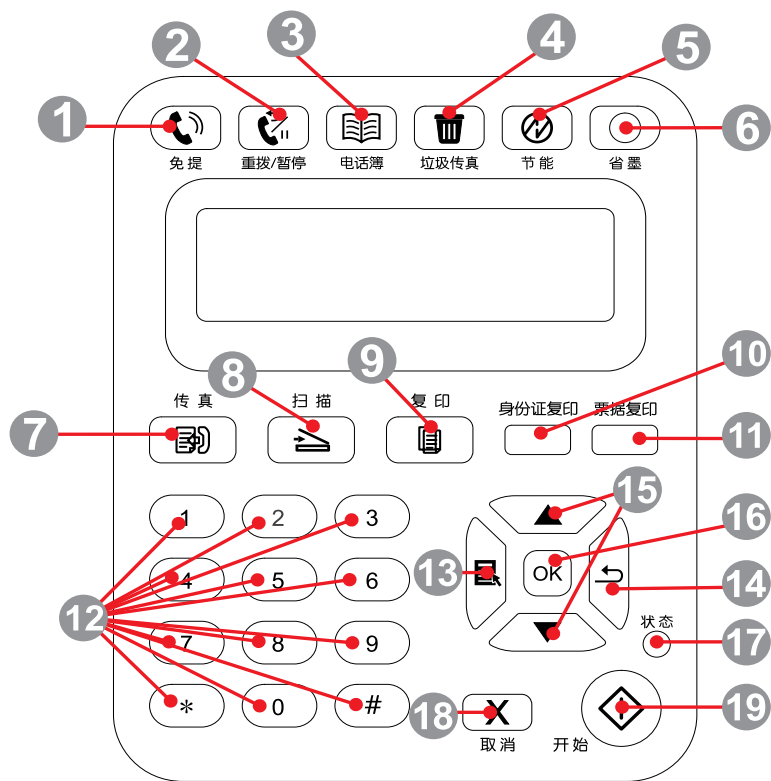 1 2 3 4 5 6
免提 重拨/暂停 电话簿 垃圾传真 节能 省墨
7 8 9 10 11
传真 扫描 复印 身份证复印 票据复印
1 2 3
4 5 6
7 8 9
* 0 #
12
13 OK 14 15 16
状态 17
18 X 取消
开始 19